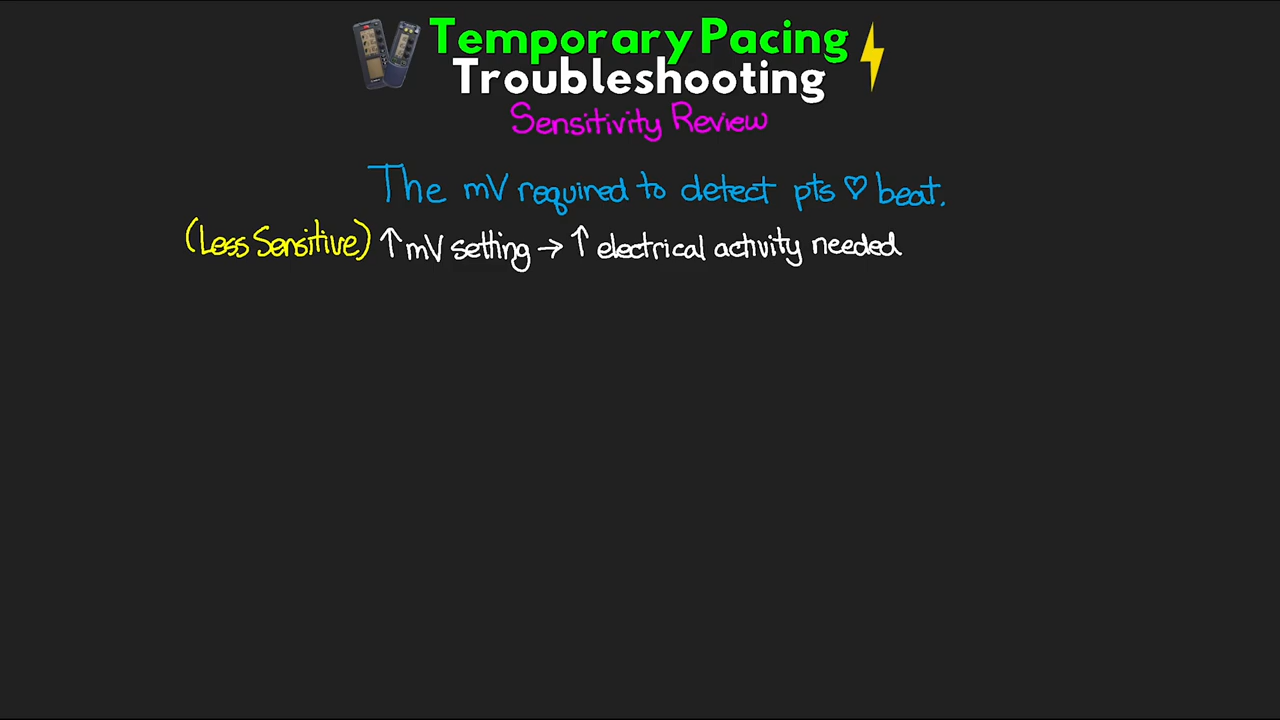 Temporary Pacing
Troubleshooting
Sensitivity Review
The mV required to detect pts ♡ beat.
(Less Sensitive) ↑ mV setting → ↑ electrical activity needed